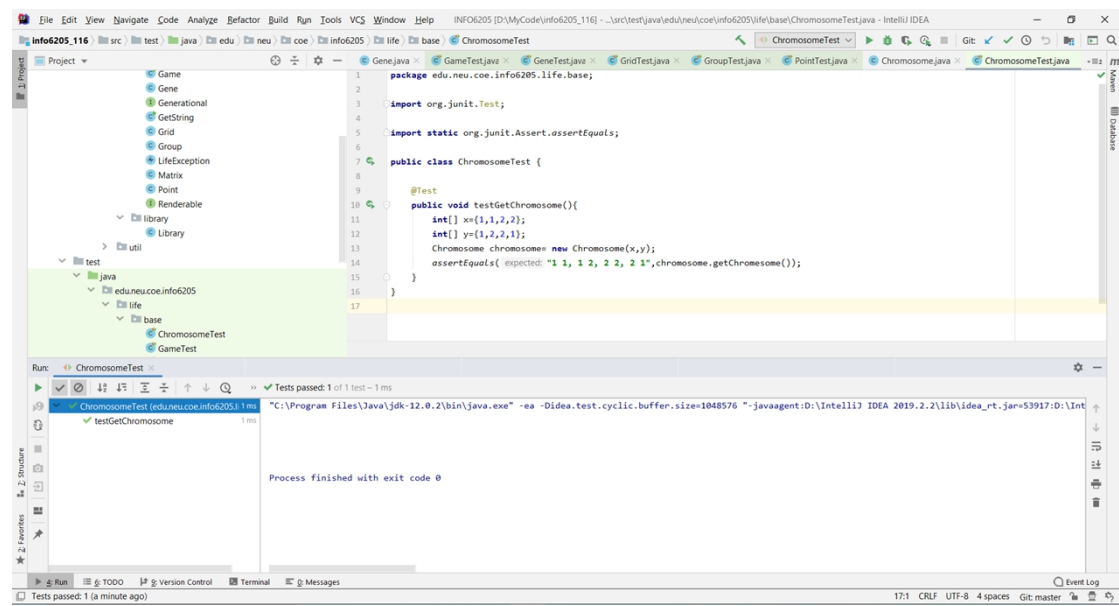 File Edit View Navigate Code Analyze Refactor Build Run Tools VCS Window Help INFO6205 [D:\MyCode\info6205_116] - ...\src\test\java\edu\neu\coe\info6205\life\base\ChromosomeTest.java - IntelliJ IDEA
info6205_116 src test java edu neu coe info6205 life base ChromosomeTest ChromosomeTest Git:
Project Gene.java GameTest.java GeneTest.java GridTest.java GroupTest.java PointTest.java Chromosome.java ChromosomeTest.java
1: Project
Maven
Database
Game
Gene
Generational
GetString
Grid
Group
LifeException
Matrix
Point
Renderable
library
Library
util
test
java
edu.neu.coe.info6205
life
base
ChromosomeTest
GameTest
1 package edu.neu.coe.info6205.life.base;
2
3 import org.junit.Test;
4
5 import static org.junit.Assert.assertEquals;
6
7 public class ChromosomeTest {
8
9 @Test
10 public void testGetChromosome(){
11 int[] x={1,1,2,2};
12 int[] y={1,2,2,1};
13 Chromosome chromosome= new Chromosome(x,y);
14 assertEquals( expected: "1 1, 1 2, 2 2, 2 1",chromosome.getChromesome());
15 }
16 }
17
Run: ChromosomeTest
Tests passed: 1 of 1 test – 1 ms
ChromosomeTest (edu.neu.coe.info6205.l 1 ms
testGetChromosome 1 ms
"C:\Program Files\Java\jdk-12.0.2\bin\java.exe" -ea -Didea.test.cyclic.buffer.size=1048576 "-javaagent:D:\IntelliJ IDEA 2019.2.2\lib\idea_rt.jar=53917:D:\Int
Process finished with exit code 0
Z: Structure
2: Favorites
4: Run 6: TODO 9: Version Control Terminal 0: Messages Event Log
Tests passed: 1 (a minute ago) 17:1 CRLF UTF-8 4 spaces Git: master